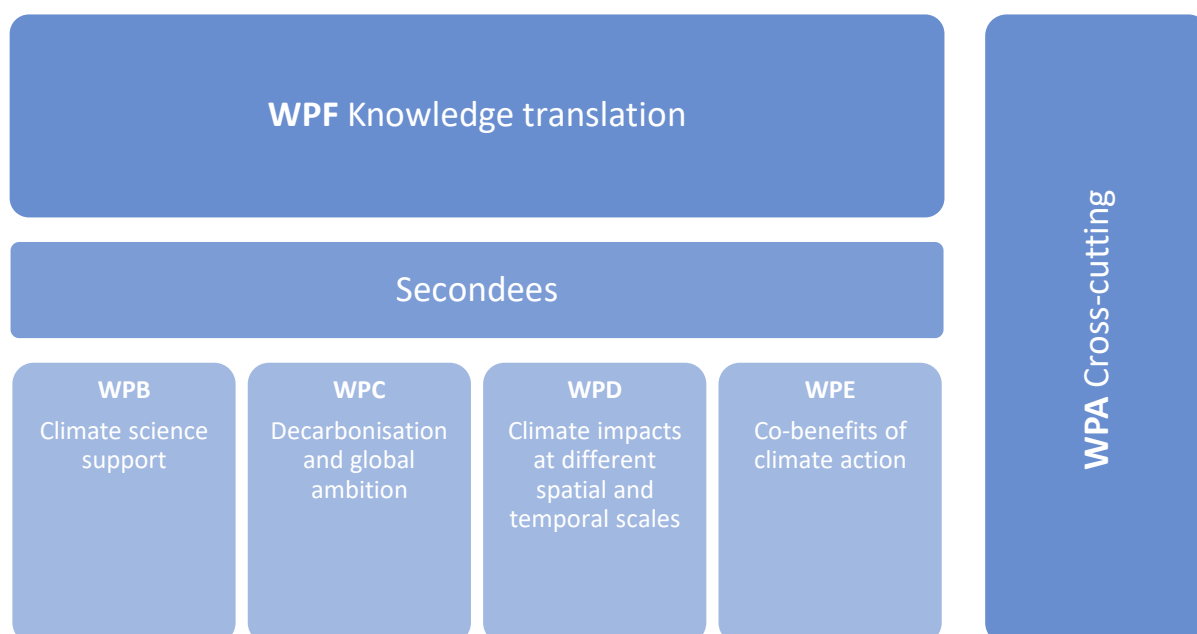 WPF Knowledge translation
Secondees
WPB
Climate science
support
WPC
Decarbonisation
and global
ambition
WPD
Climate impacts
at different
spatial and
temporal scales
WPE
Co-benefits of
climate action
WPA Cross-cutting